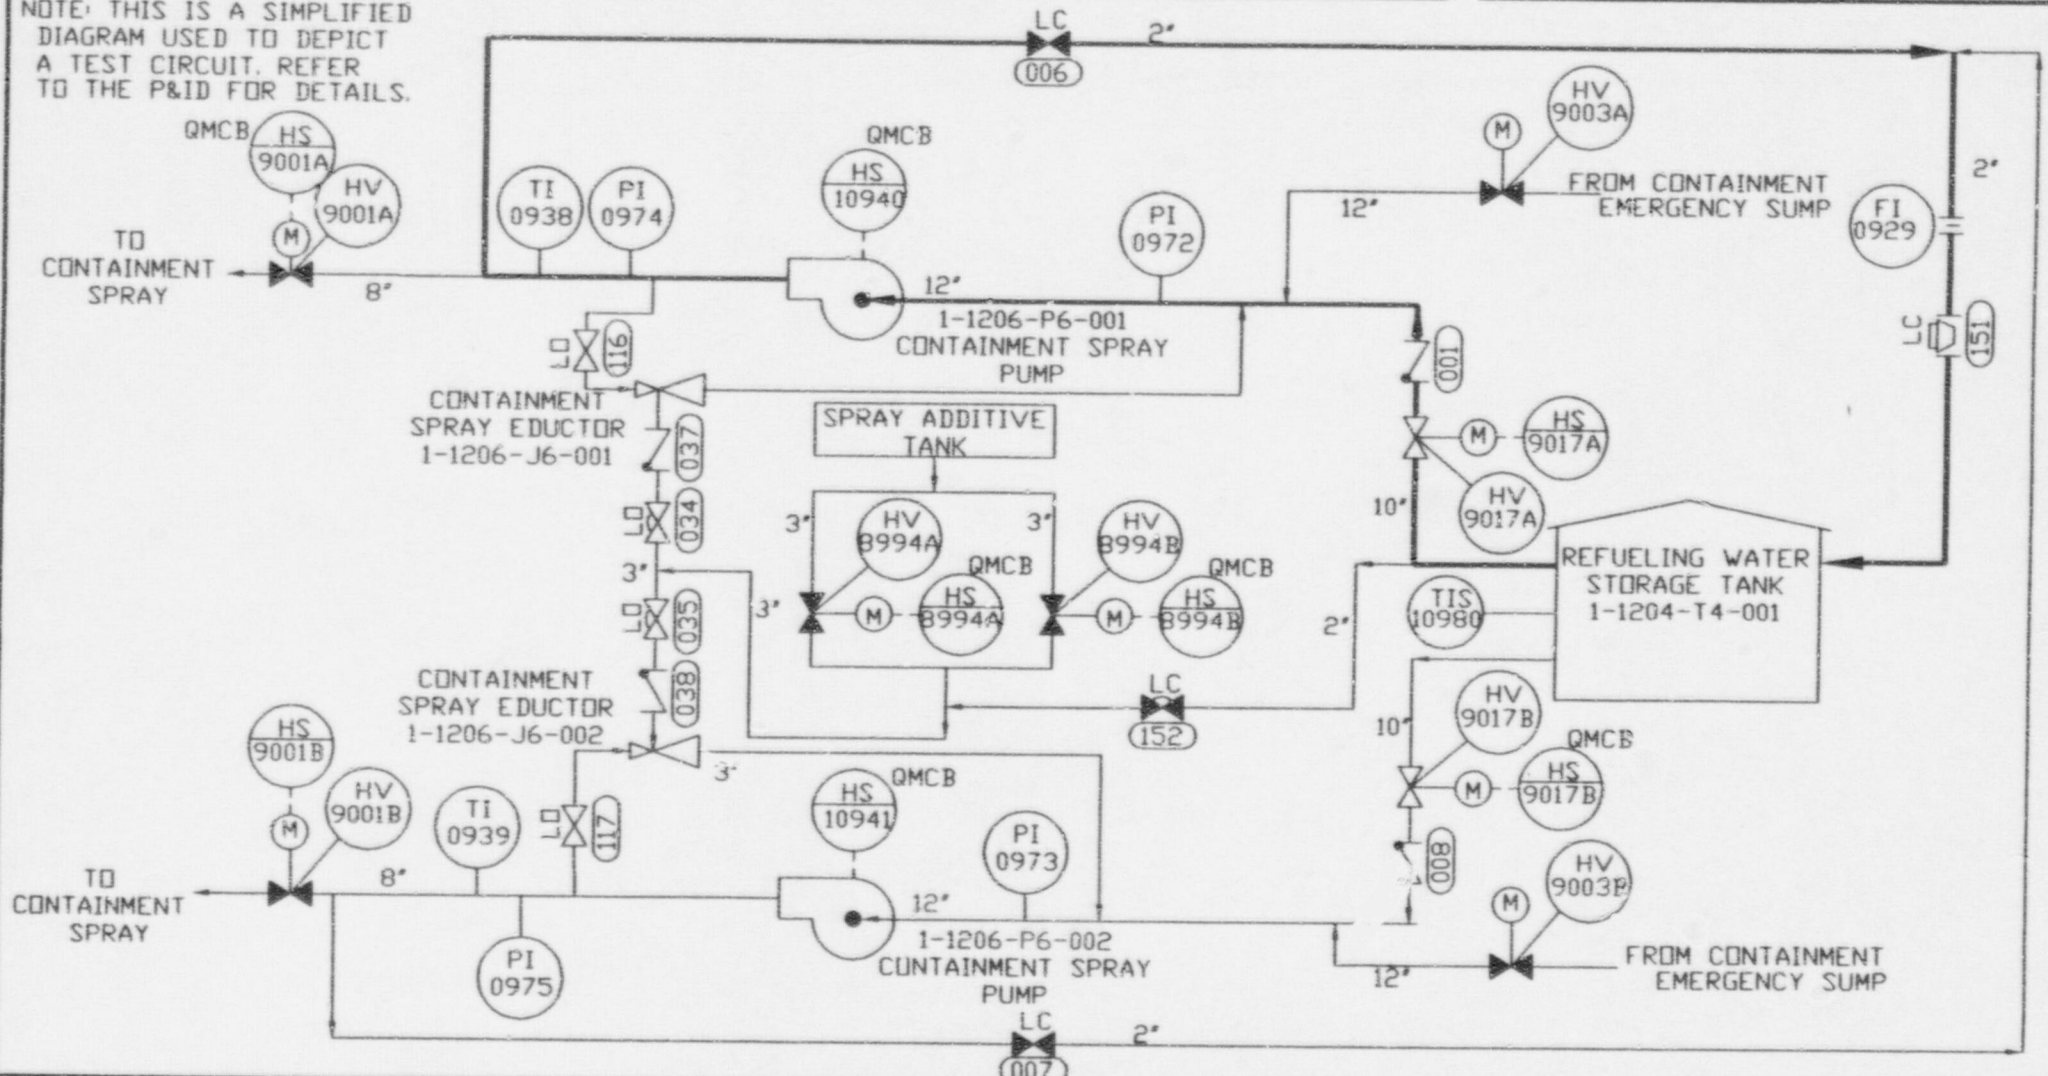 NOTE: THIS IS A SIMPLIFIED
DIAGRAM USED TO DEPICT
A TEST CIRCUIT. REFER
TO THE P&ID FOR DETAILS.
LC
2"
006
QMCB
HS
9001A
HV
9001A
M
TO
CONTAINMENT
SPRAY
8"
TI
0938
PI
0974
QMCB
HS
10940
PI
0972
12"
1-1206-P6-001
CONTAINMENT SPRAY
PUMP
M
HV
9003A
FROM CONTAINMENT
EMERGENCY SUMP
12"
2"
FI
0929
LC
151
LO
116
001
CONTAINMENT
SPRAY EDUCTOR
1-1206-J6-001
037
LO
034
3"
LO
035
038
SPRAY ADDITIVE
TANK
3"
3"
HV
8994A
QMCB
M
HS
8994A
3"
HV
8994B
QMCB
M
HS
8994B
M
HS
9017A
HV
9017A
10"
REFUELING WATER
STORAGE TANK
1-1204-T4-001
TIS
10980
2"
LC
152
CONTAINMENT
SPRAY EDUCTOR
1-1206-J6-002
3"
HV
9017B
10"
QMCB
M
HS
9017B
008
HS
9001B
M
HV
9001B
TI
0939
LO
117
HS
10941
QMCB
PI
0973
TO
CONTAINMENT
SPRAY
8"
PI
0975
12"
1-1206-P6-002
CONTAINMENT SPRAY
PUMP
M
HV
9003B
FROM CONTAINMENT
EMERGENCY SUMP
12"
LC
2"
007